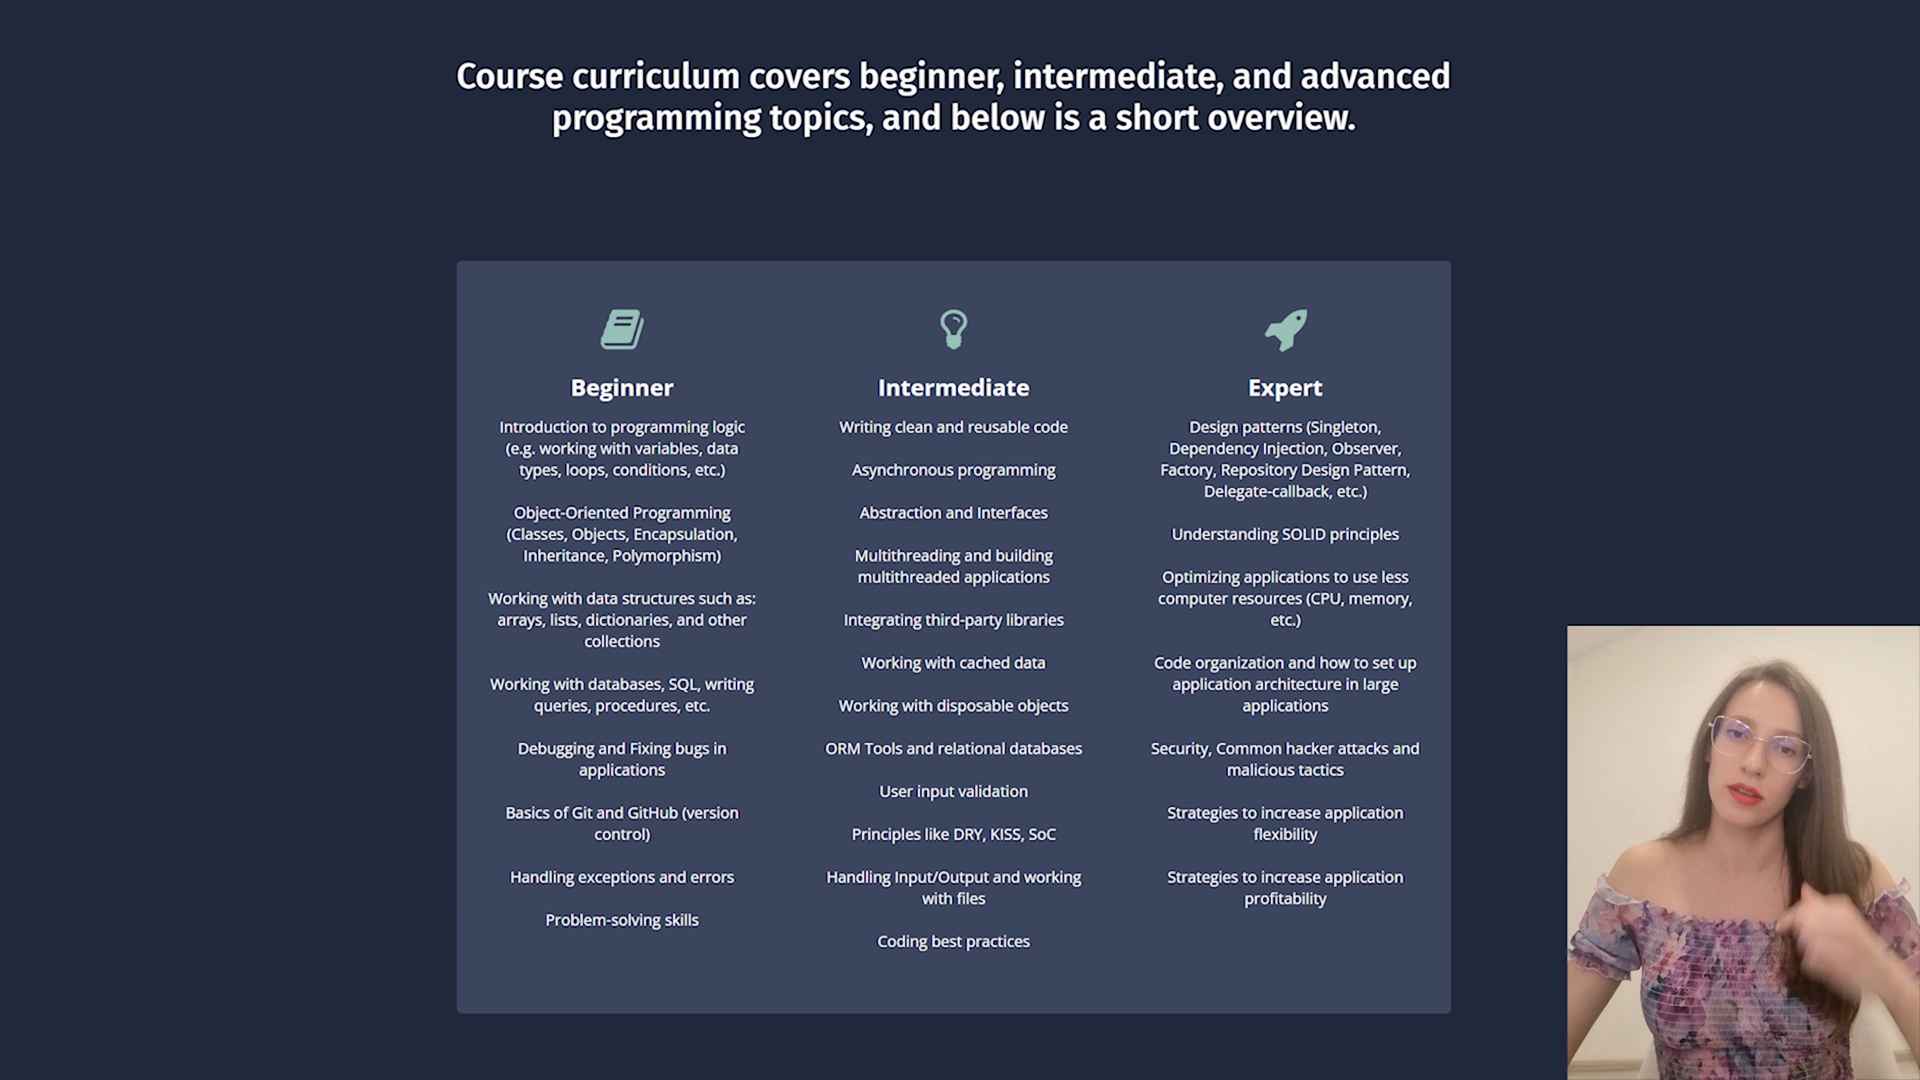 Course curriculum covers beginner, intermediate, and advanced
programming topics, and below is a short overview.
Beginner
Introduction to programming logic
(e.g. working with variables, data
types, loops, conditions, etc.)
Object-Oriented Programming
(Classes, Objects, Encapsulation,
Inheritance, Polymorphism)
Working with data structures such as:
arrays, lists, dictionaries, and other
collections
Working with databases, SQL, writing
queries, procedures, etc.
Debugging and Fixing bugs in
applications
Basics of Git and GitHub (version
control)
Handling exceptions and errors
Problem-solving skills
Intermediate
Writing clean and reusable code
Asynchronous programming
Abstraction and Interfaces
Multithreading and building
multithreaded applications
Integrating third-party libraries
Working with cached data
Working with disposable objects
ORM Tools and relational databases
User input validation
Principles like DRY, KISS, SoC
Handling Input/Output and working
with files
Coding best practices
Expert
Design patterns (Singleton,
Dependency Injection, Observer,
Factory, Repository Design Pattern,
Delegate-callback, etc.)
Understanding SOLID principles
Optimizing applications to use less
computer resources (CPU, memory,
etc.)
Code organization and how to set up
application architecture in large
applications
Security, Common hacker attacks and
malicious tactics
Strategies to increase application
flexibility
Strategies to increase application
profitability